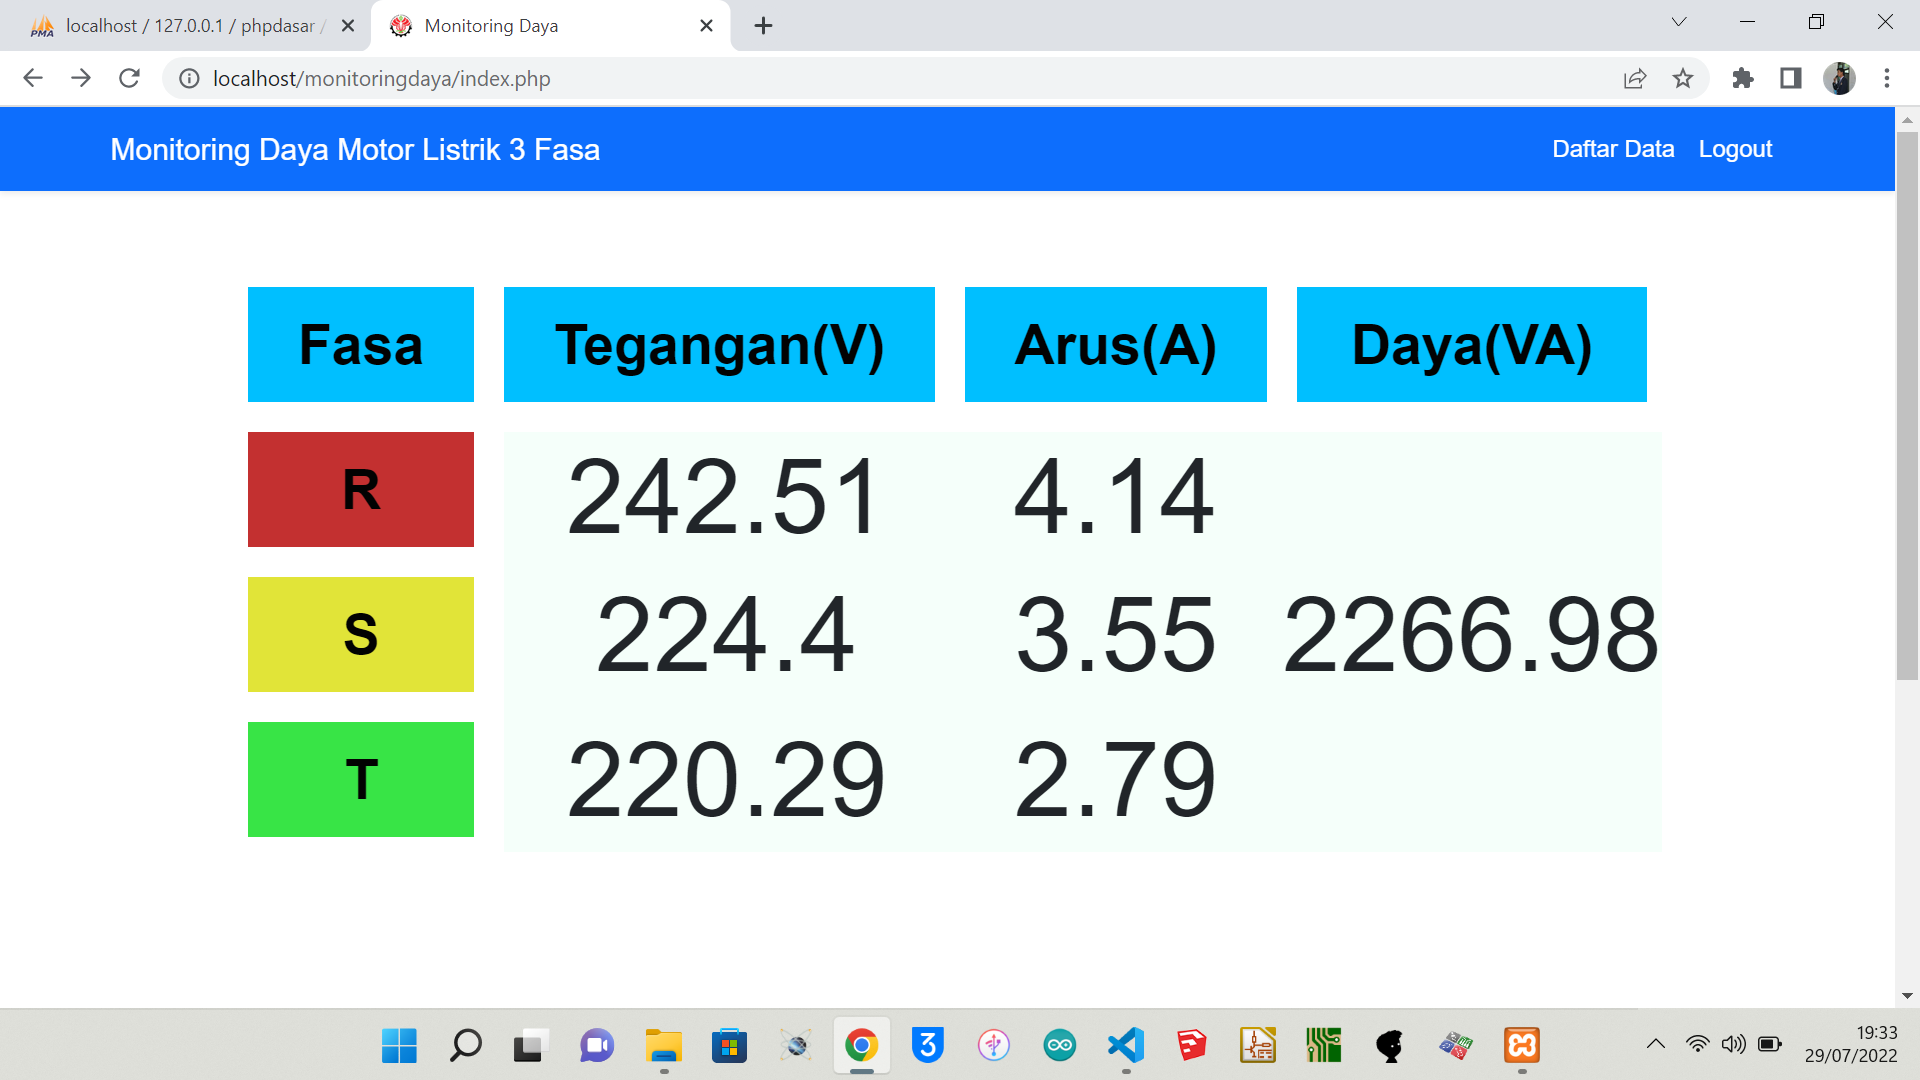 localhost / 127.0.0.1 / phpdasar /
Monitoring Daya
localhost/monitoringdaya/index.php
Monitoring Daya Motor Listrik 3 Fasa
Daftar Data Logout
Fasa Tegangan(V) Arus(A) Daya(VA)
R 242.51 4.14
S 224.4 3.55 2266.98
T 220.29 2.79
19:33
29/07/2022